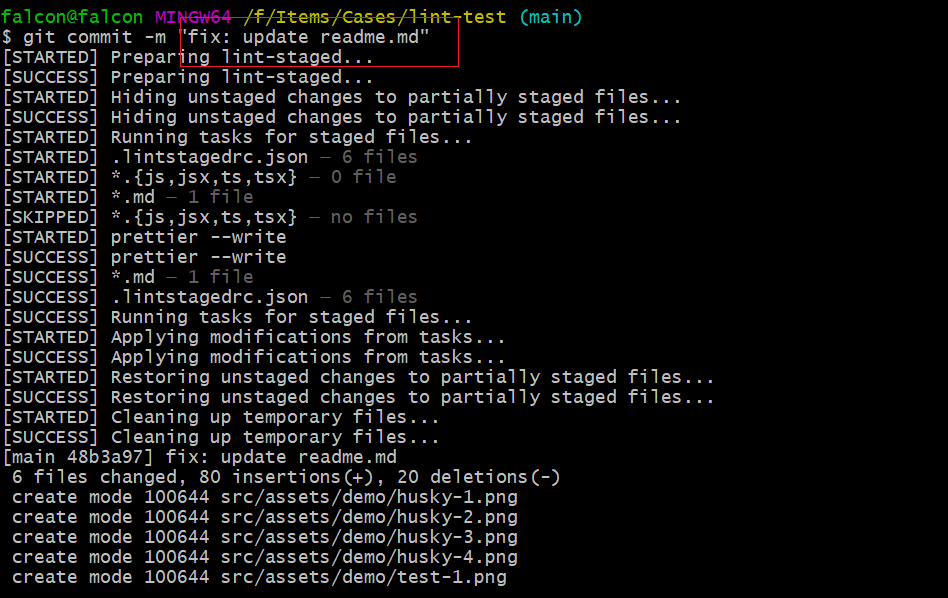 falcon@falcon MINGW64 /f/Items/Cases/lint-test (main)
$ git commit -m "fix: update readme.md"
[STARTED] Preparing lint-staged...
[SUCCESS] Preparing lint-staged...
[STARTED] Hiding unstaged changes to partially staged files...
[SUCCESS] Hiding unstaged changes to partially staged files...
[STARTED] Running tasks for staged files...
[STARTED] .lintstagedrc.json — 6 files
[STARTED] *.{js,jsx,ts,tsx} — 0 file
[STARTED] *.md — 1 file
[SKIPPED] *.{js,jsx,ts,tsx} — no files
[STARTED] prettier --write
[SUCCESS] prettier --write
[SUCCESS] *.md — 1 file
[SUCCESS] .lintstagedrc.json — 6 files
[SUCCESS] Running tasks for staged files...
[STARTED] Applying modifications from tasks...
[SUCCESS] Applying modifications from tasks...
[STARTED] Restoring unstaged changes to partially staged files...
[SUCCESS] Restoring unstaged changes to partially staged files...
[STARTED] Cleaning up temporary files...
[SUCCESS] Cleaning up temporary files...
[main 48b3a97] fix: update readme.md
 6 files changed, 80 insertions(+), 20 deletions(-)
 create mode 100644 src/assets/demo/husky-1.png
 create mode 100644 src/assets/demo/husky-2.png
 create mode 100644 src/assets/demo/husky-3.png
 create mode 100644 src/assets/demo/husky-4.png
 create mode 100644 src/assets/demo/test-1.png